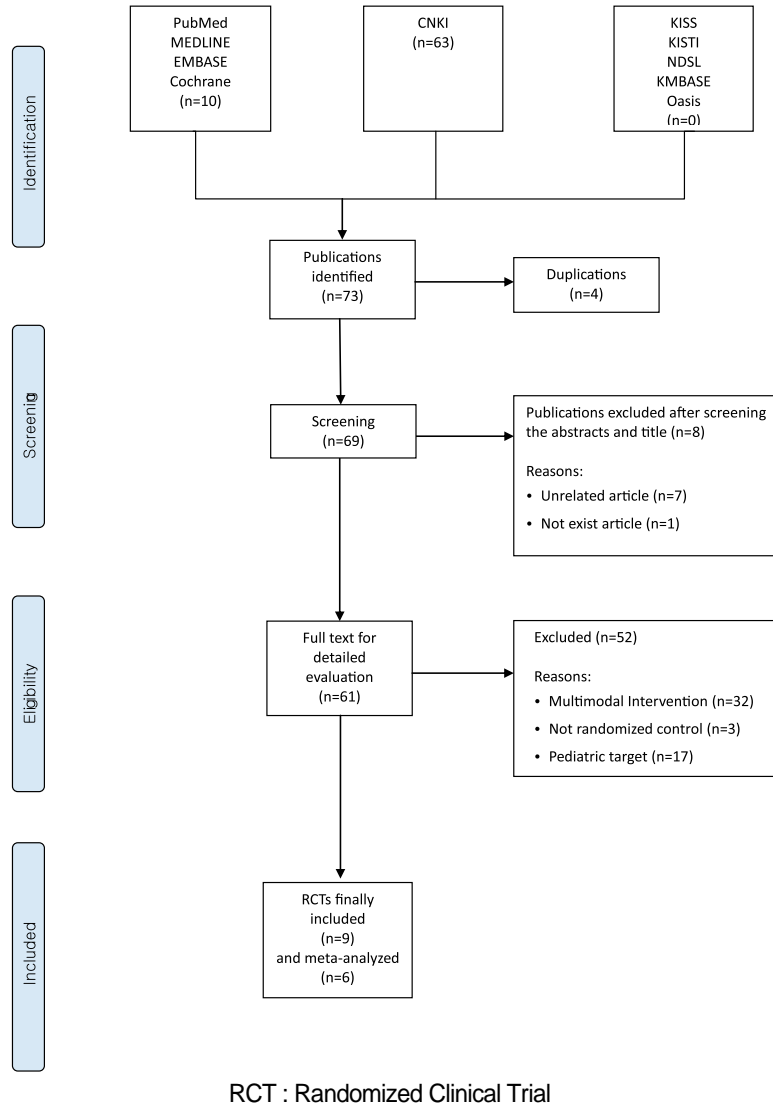 PubMed
MEDLINE
EMBASE
Cochrane
(n=10)
CNKI
(n=63)
KISS
KISTI
NDSL
KMBASE
Oasis
(n=0)
Identification
Publications
identified
(n=73)
Duplications
(n=4)
Screenig
Screening
(n=69)
Publications excluded after screening
the abstracts and title (n=8)
Reasons:
• Unrelated article (n=7)
• Not exist article (n=1)
Eligibility
Full text for
detailed
evaluation
(n=61)
Excluded (n=52)
Reasons:
• Multimodal Intervention (n=32)
• Not randomized control (n=3)
• Pediatric target (n=17)
Included
RCTs finally
included
(n=9)
and meta-analyzed
(n=6)
RCT : Randomized Clinical Trial